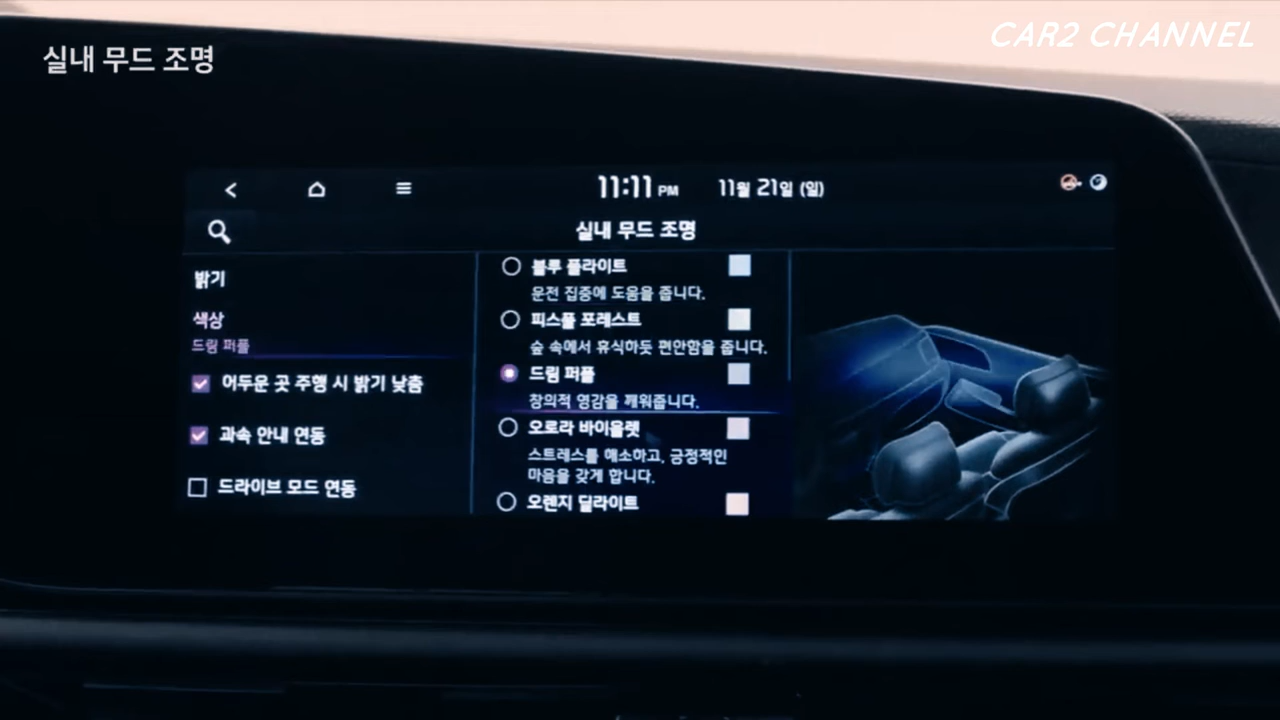 실내 무드 조명
CAR2 CHANNEL
11:11 PM 11월 21일 (일)
실내 무드 조명
밝기
색상
드림 퍼플
어두운 곳 주행 시 밝기 낮춤
과속 안내 연동
드라이브 모드 연동
블루 플라이트
운전 집중에 도움을 줍니다.
피스풀 포레스트
숲 속에서 휴식하듯 편안함을 줍니다.
드림 퍼플
창의적 영감을 깨워줍니다.
오로라 바이올렛
스트레스를 해소하고, 긍정적인
마음을 갖게 합니다.
오렌지 딜라이트